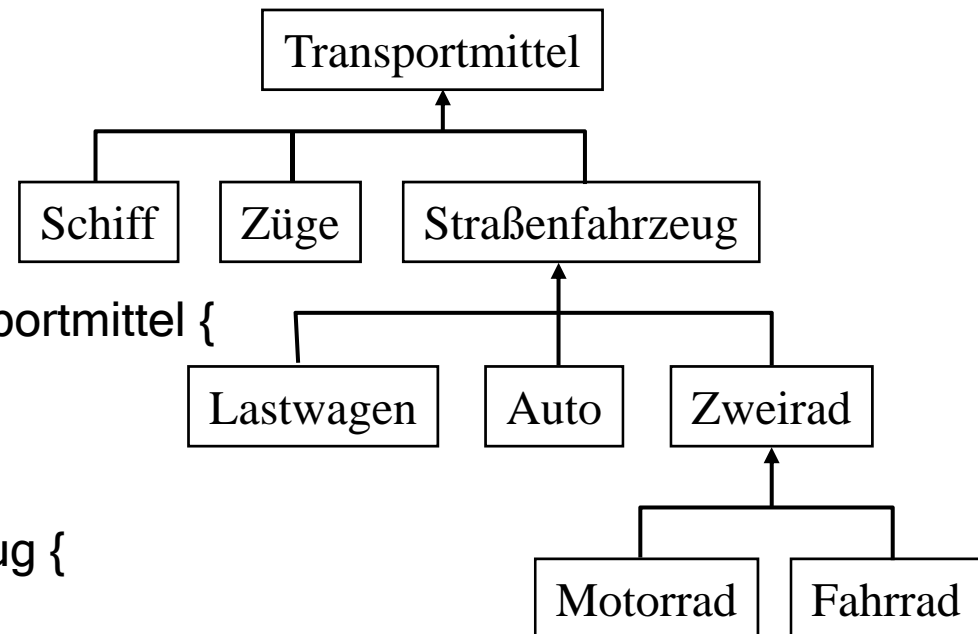 Transportmittel
Schiff Züge Straßenfahrzeug
portmittel {
Lastwagen Auto Zweirad
ug {
Motorrad Fahrrad